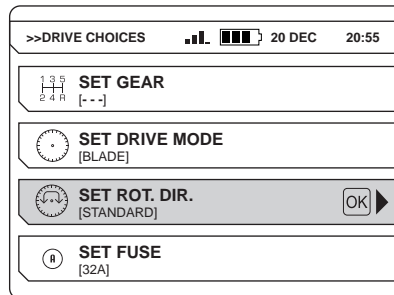 >>DRIVE CHOICES 20 DEC 20:55
1 3 5
2 4 R
SET GEAR
[- - -]
SET DRIVE MODE
[BLADE]
SET ROT. DIR.
[STANDARD]
OK
A
SET FUSE
[32A]